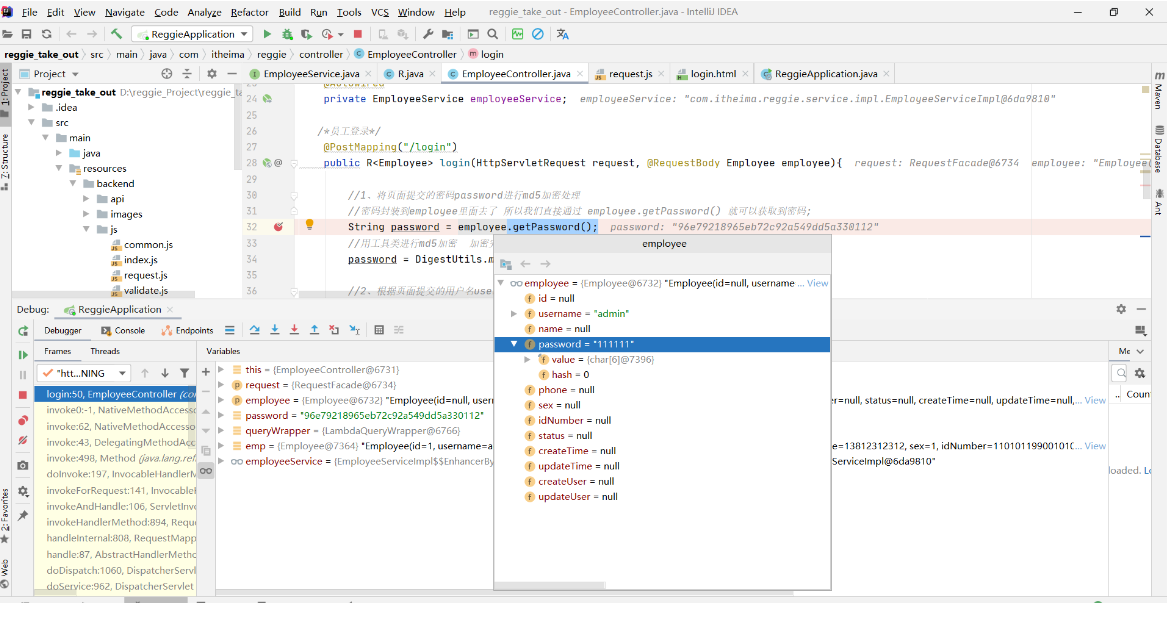 File Edit View Navigate Code Analyze Refactor Build Run Tools VCS Window Help reggie_take_out - EmployeeController.java - IntelliJ IDEA
ReggieApplication
reggie_take_out src main java com itheima reggie controller EmployeeController login
Project EmployeeService.java R.java EmployeeController.java request.js login.html ReggieApplication.java
1: Project
Z: Structure
2: Favorites
Web
Maven
Database
Ant
reggie_take_out D:\reggie_Project\reggie_ta
.idea
src
main
java
resources
backend
api
images
js
common.js
index.js
request.js
validate.js
23 @Autowired
24 private EmployeeService employeeService; employeeService: "com.itheima.reggie.service.impl.EmployeeServiceImpl@6da9810"
25
26 /*员工登录*/
27 @PostMapping("/login")
28 public R<Employee> login(HttpServletRequest request, @RequestBody Employee employee){ request: RequestFacade@6734 employee: "Employee
29
30 //1、将页面提交的密码password进行md5加密处理
31 //密码封装到employee里面去了 所以我们直接通过 employee.getPassword() 就可以获取到密码;
32 String password = employee.getPassword(); password: "96e79218965eb72c92a549dd5a330112"
33 //用工具类进行md5加密 加密
34 password = DigestUtils.m
35
36 //2、根据页面提交的用户名use
employee
employee = {Employee@6732} "Employee(id=null, username ... View
id = null
username = "admin"
name = null
password = "111111"
value = {char[6]@7396}
hash = 0
phone = null
sex = null
idNumber = null
status = null
createTime = null
updateTime = null
createUser = null
updateUser = null
Debug: ReggieApplication
Debugger Console Endpoints
Frames Threads Variables
"htt...NING
login:50, EmployeeController (com
invoke0:-1, NativeMethodAccesso
invoke:62, NativeMethodAccesso
invoke:43, DelegatingMethodAcc
invoke:498, Method (java.lang.refl
doInvoke:197, InvocableHandlerM
invokeForRequest:141, InvocableH
invokeAndHandle:106, ServletInvo
invokeHandlerMethod:894, Reque
handleInternal:808, RequestMapp
handle:87, AbstractHandlerMetho
doDispatch:1060, DispatcherServl
doService:962, DispatcherServlet
this = {EmployeeController@6731}
request = {RequestFacade@6734}
employee = {Employee@6732} "Employee(id=null, user
r=null, status=null, createTime=null, updateTime=null,... View
password = "96e79218965eb72c92a549dd5a330112"
queryWrapper = {LambdaQueryWrapper@6766}
emp = {Employee@7364} "Employee(id=1, username=a
e=13812312312, sex=1, idNumber=110101199001010... View
employeeService = {EmployeeServiceImpl$$EnhancerBy
ServiceImpl@6da9810"
Me
.. Coun
loaded. Lo